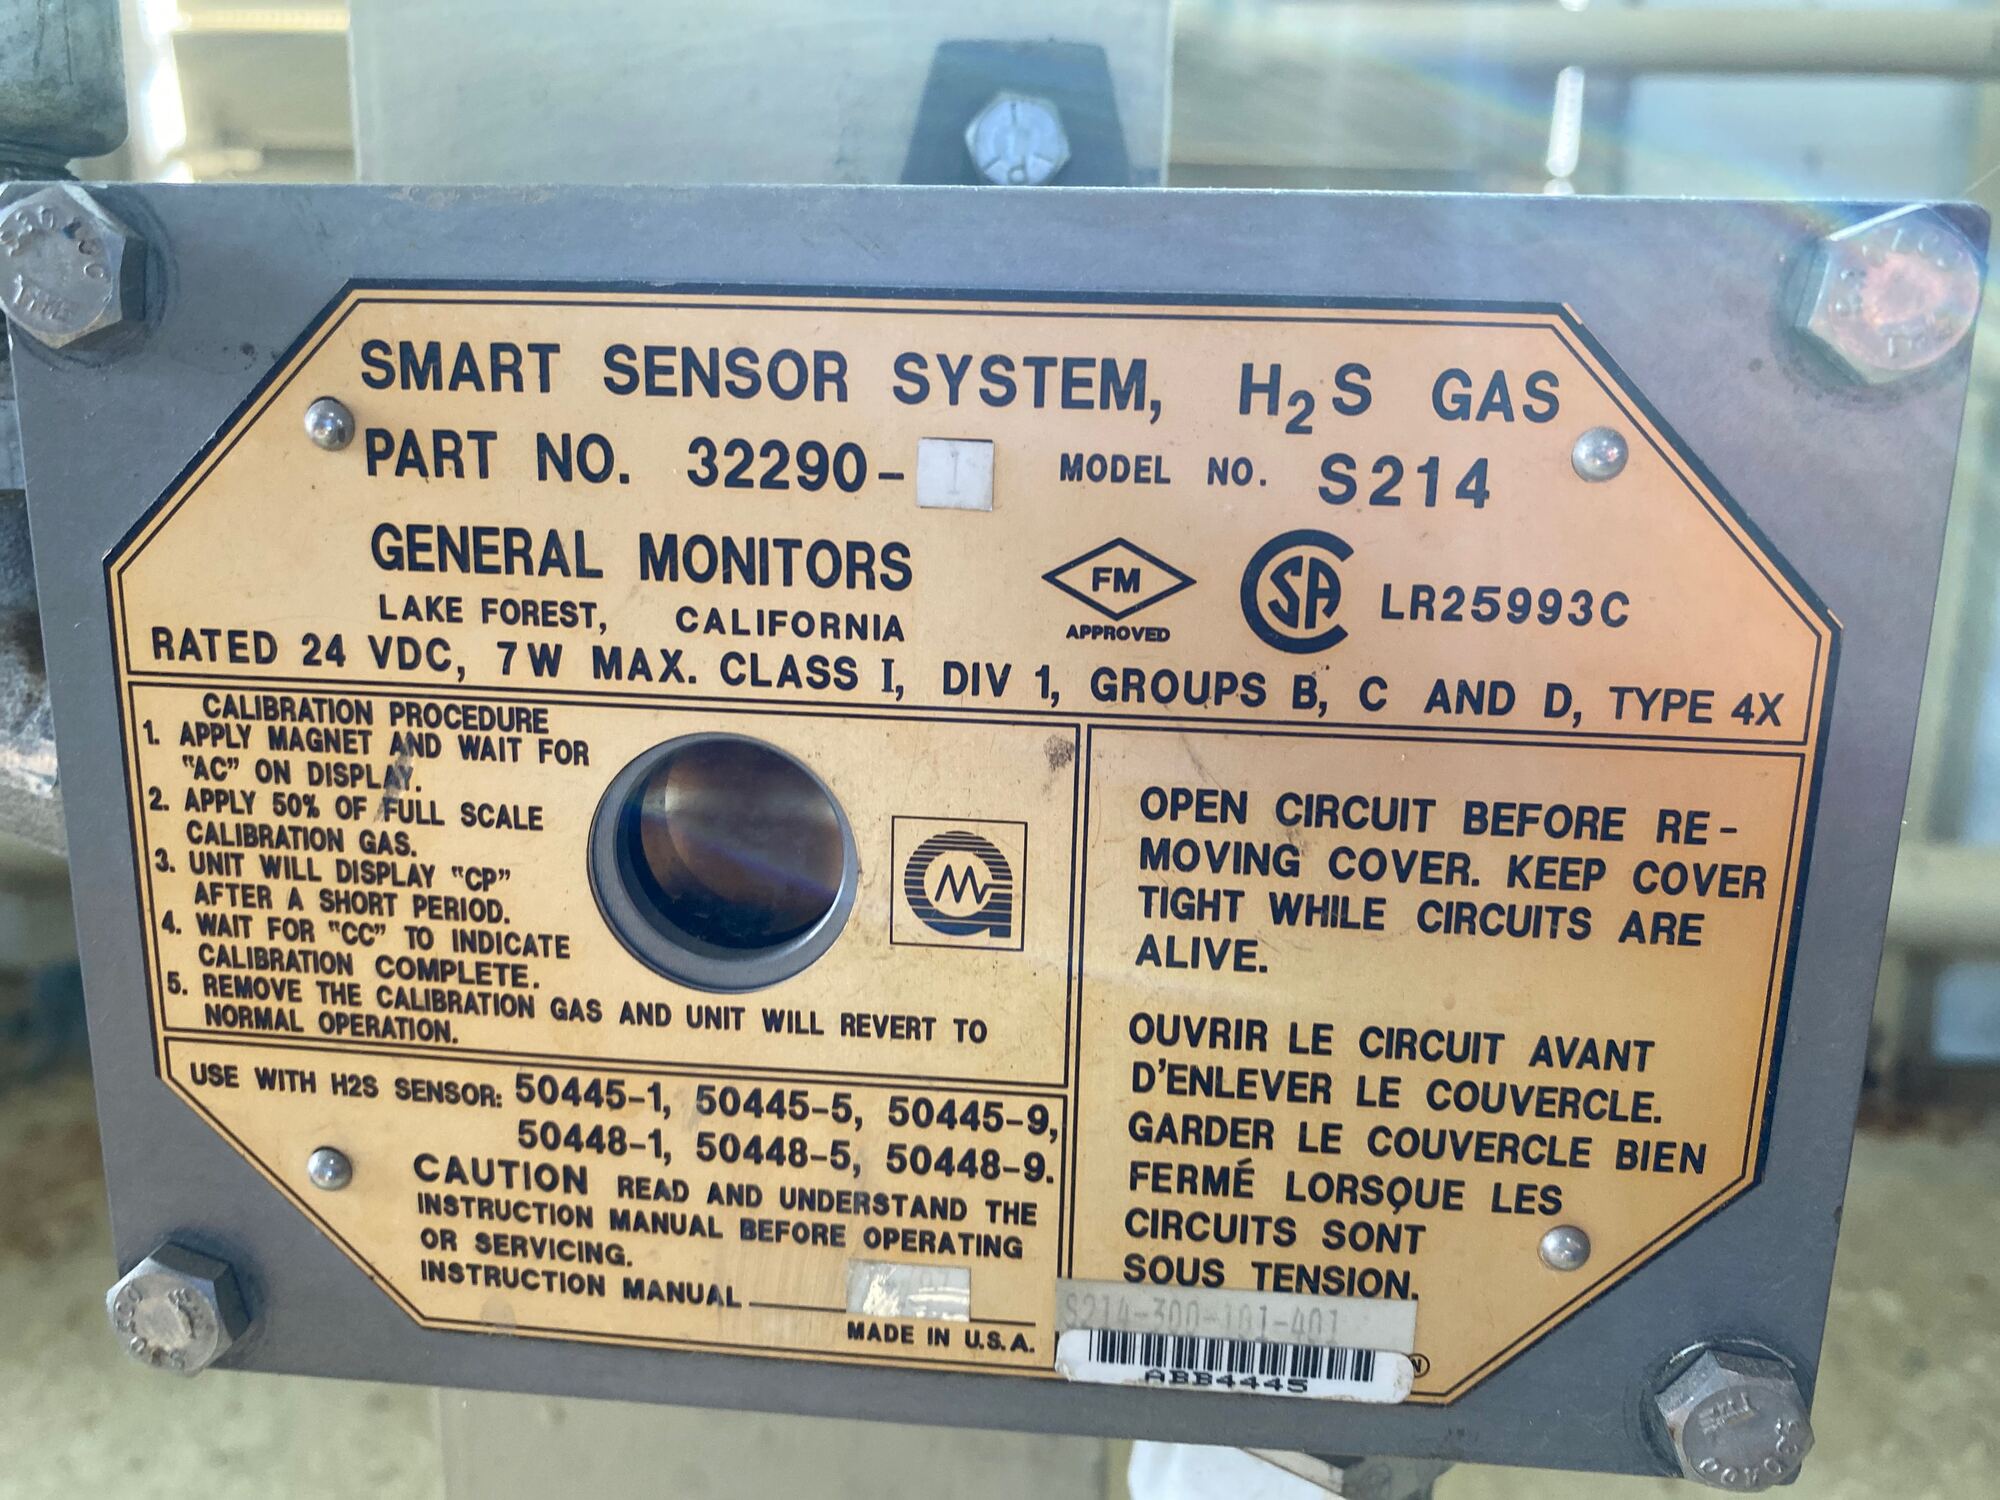 SMART SENSOR SYSTEM, H2S GAS
PART NO. 32290-1 MODEL NO. S214
GENERAL MONITORS
LAKE FOREST, CALIFORNIA
FM
APPROVED
CSA LR25993C
RATED 24 VDC, 7W MAX. CLASS I, DIV 1, GROUPS B, C AND D, TYPE 4X
CALIBRATION PROCEDURE
1. APPLY MAGNET AND WAIT FOR
"AC" ON DISPLAY.
2. APPLY 50% OF FULL SCALE
CALIBRATION GAS.
3. UNIT WILL DISPLAY "CP"
AFTER A SHORT PERIOD.
4. WAIT FOR "CC" TO INDICATE
CALIBRATION COMPLETE.
5. REMOVE THE CALIBRATION GAS AND UNIT WILL REVERT TO
NORMAL OPERATION.
USE WITH H2S SENSOR: 50445-1, 50445-5, 50445-9,
50448-1, 50448-5, 50448-9.
CAUTION READ AND UNDERSTAND THE
INSTRUCTION MANUAL BEFORE OPERATING
OR SERVICING.
INSTRUCTION MANUAL
MADE IN U.S.A.
OPEN CIRCUIT BEFORE RE-
MOVING COVER. KEEP COVER
TIGHT WHILE CIRCUITS ARE
ALIVE.
OUVRIR LE CIRCUIT AVANT
D'ENLEVER LE COUVERCLE.
GARDER LE COUVERCLE BIEN
FERMÉ LORSQUE LES
CIRCUITS SONT
SOUS TENSION.
S214-300-101-401
ABB4445